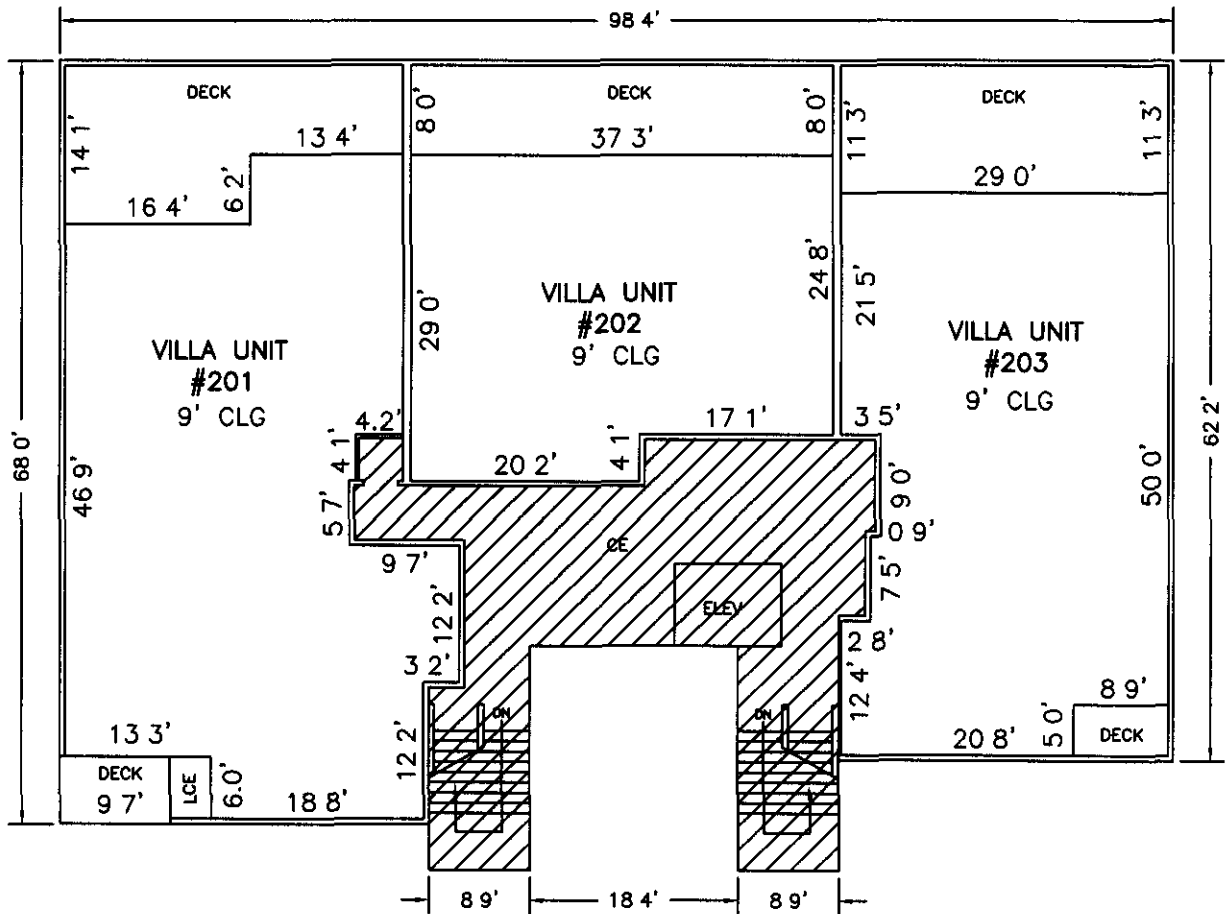 98 4'
DECK
DECK
DECK
14 1'
13 4'
8 0'
37 3'
8 0'
11 3'
11 3'
6 2'
16 4'
29 0'
24 8'
21 5'
VILLA UNIT
#201
9' CLG
VILLA UNIT
#202
9' CLG
VILLA UNIT
#203
9' CLG
29 0'
68 0'
62 2'
46 9'
50 0'
4.2'
4 1'
5 7'
9 7'
20 2'
4 1'
17 1'
3 5'
9 0'
0 9'
CE
ELEV
7 5'
2 8'
12 2'
3 2'
12 4'
8 9'
13 3'
DN
DN
20 8'
5 0'
DECK
DECK
9 7'
LCE
6.0'
18 8'
12 2'
8 9'
18 4'
8 9'